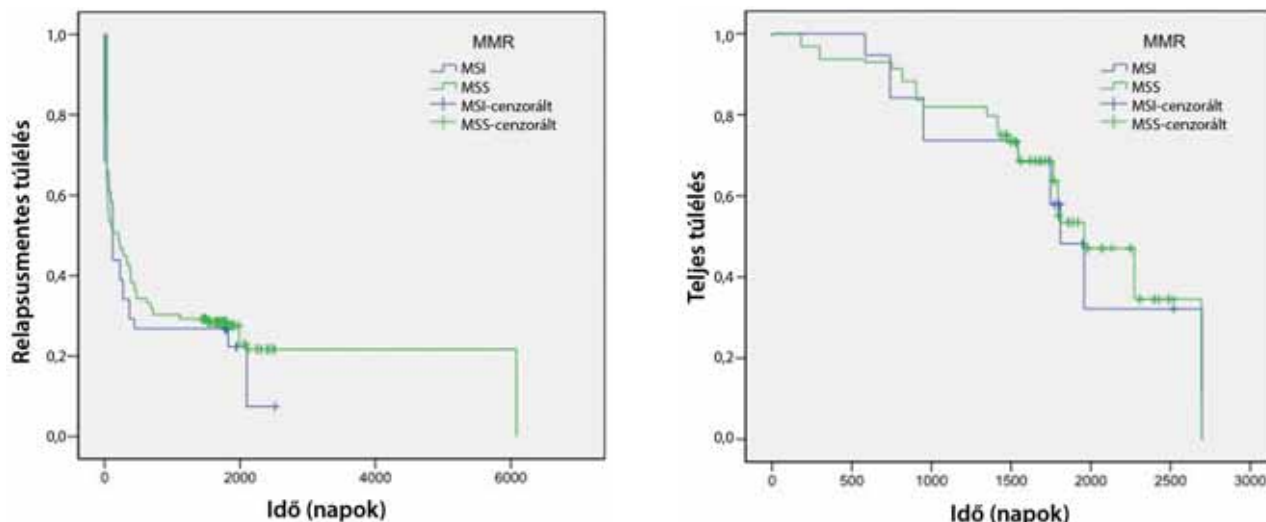 MMR
MSI
MSS
MSI-cenzorált
MSS-cenzorált
Relapsusmentes túlélés
1,0
0,8
0,6
0,4
0,2
0,0
0
2000
4000
6000
Idő (napok)
MMR
MSI
MSS
MSI-cenzorált
MSS-cenzorált
Teljes túlélés
1,0
0,8
0,6
0,4
0,2
0,0
0
500
1000
1500
2000
2500
3000
Idő (napok)